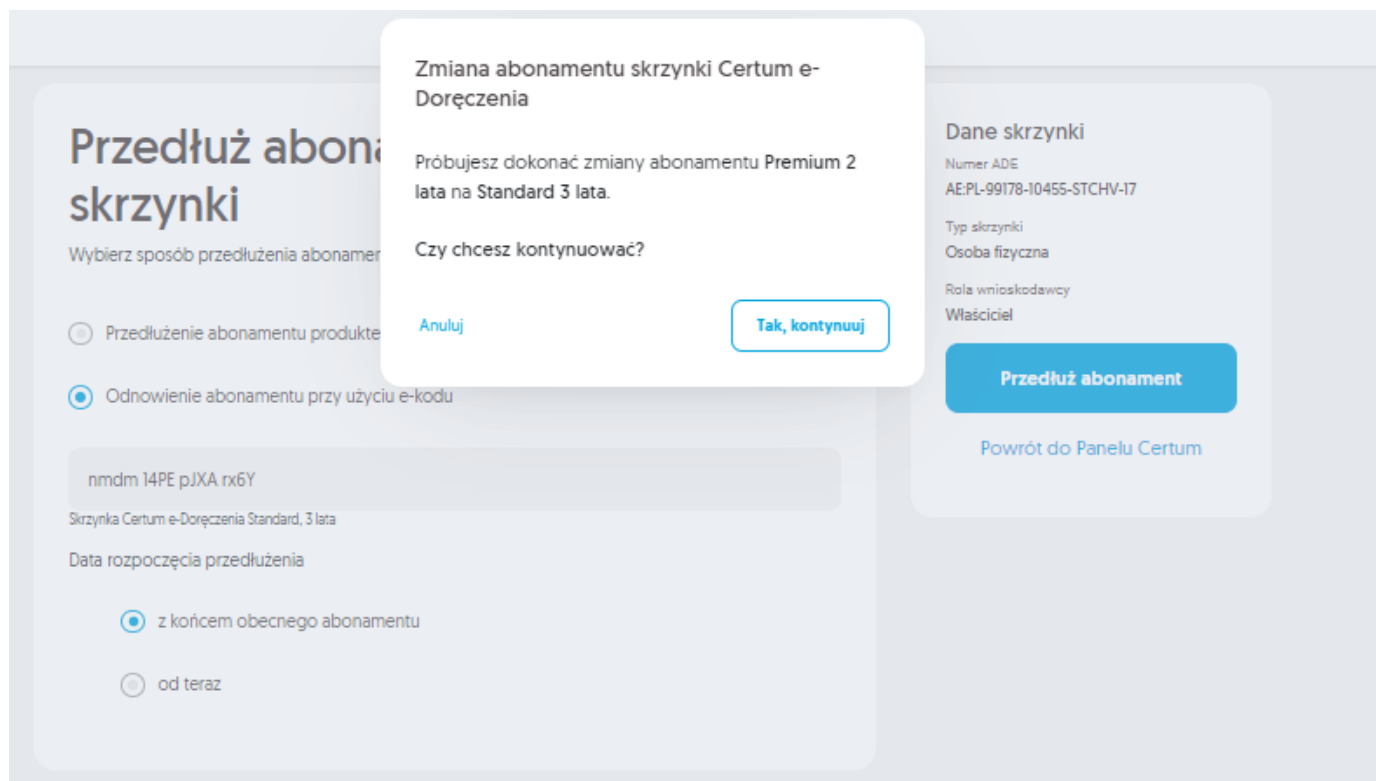 Zmiana abonamentu skrzynki Certum e-
Doręczenia
Próbujesz dokonać zmiany abonamentu Premium 2
lata na Standard 3 lata.
Czy chcesz kontynuować?
Anuluj
Tak, kontynuuj
Przedłuż abona
skrzynki
Wybierz sposób przedłużenia abonamen
Przedłużenie abonamentu produkte
Odnowienie abonamentu przy użyciu e-kodu
nmdm 14PE pJXA rx6Y
Skrzynka Certum e-Doręczenia Standard, 3 lata
Data rozpoczęcia przedłużenia
z końcem obecnego abonamentu
od teraz
Dane skrzynki
Numer ADE
AE:PL-99178-10455-STCHV-17
Typ skrzynki
Osoba fizyczna
Rola wnioskodawcy
Właściciel
Przedłuż abonament
Powrót do Panelu Certum